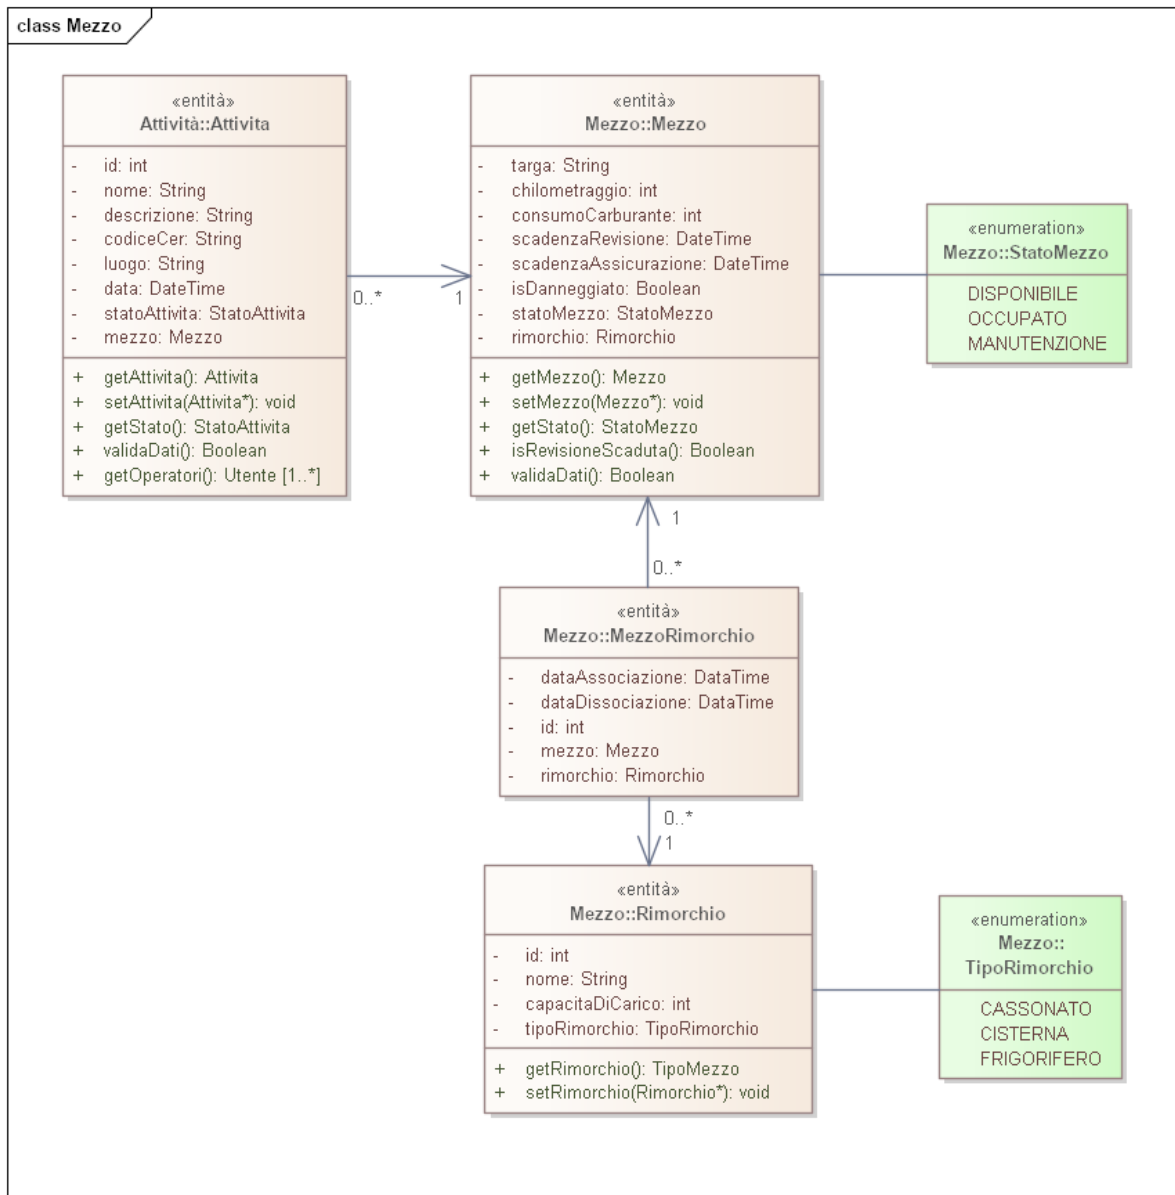 class Mezzo
«entità»
Attività::Attivita
- id: int
- nome: String
- descrizione: String
- codiceCer: String
- luogo: String
- data: DateTime
- statoAttivita: StatoAttivita
- mezzo: Mezzo
+ getAttivita(): Attivita
+ setAttivita(Attivita*): void
+ getStato(): StatoAttivita
+ validaDati(): Boolean
+ getOperatori(): Utente [1..*]
0..*
1
«entità»
Mezzo::Mezzo
- targa: String
- chilometraggio: int
- consumoCarburante: int
- scadenzaRevisione: DateTime
- scadenzaAssicurazione: DateTime
- isDanneggiato: Boolean
- statoMezzo: StatoMezzo
- rimorchio: Rimorchio
+ getMezzo(): Mezzo
+ setMezzo(Mezzo*): void
+ getStato(): StatoMezzo
+ isRevisioneScaduta(): Boolean
+ validaDati(): Boolean
«enumeration»
Mezzo::StatoMezzo
DISPONIBILE
OCCUPATO
MANUTENZIONE
1
0..*
«entità»
Mezzo::MezzoRimorchio
- dataAssociazione: DataTime
- dataDissociazione: DataTime
- id: int
- mezzo: Mezzo
- rimorchio: Rimorchio
0..*
1
«entità»
Mezzo::Rimorchio
- id: int
- nome: String
- capacitaDiCarico: int
- tipoRimorchio: TipoRimorchio
+ getRimorchio(): TipoMezzo
+ setRimorchio(Rimorchio*): void
«enumeration»
Mezzo::
TipoRimorchio
CASSONATO
CISTERNA
FRIGORIFERO